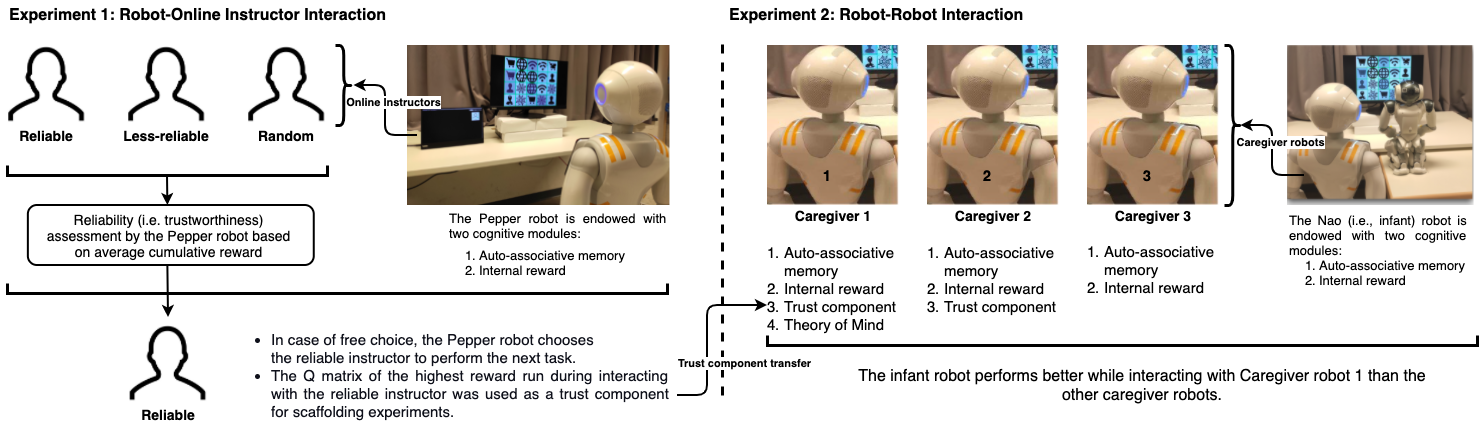 Experiment 1: Robot-Online Instructor Interaction
Reliable
Less-reliable
Random
Online Instructors
Reliability (i.e. trustworthiness)
assessment by the Pepper robot based
on average cumulative reward
The Pepper robot is endowed with
two cognitive modules:
1. Auto-associative memory
2. Internal reward
Reliable
• In case of free choice, the Pepper robot chooses
the reliable instructor to perform the next task.
• The Q matrix of the highest reward run during interacting
with the reliable instructor was used as a trust component
for scaffolding experiments.
Trust component transfer
Experiment 2: Robot-Robot Interaction
1
2
3
Caregiver 1
Caregiver 2
Caregiver 3
Caregiver robots
1. Auto-associative
memory
2. Internal reward
3. Trust component
4. Theory of Mind
1. Auto-associative
memory
2. Internal reward
3. Trust component
1. Auto-associative
memory
2. Internal reward
The Nao (i.e., infant) robot is
endowed with two cognitive
modules:
1. Auto-associative memory
2. Internal reward
The infant robot performs better while interacting with Caregiver robot 1 than the
other caregiver robots.